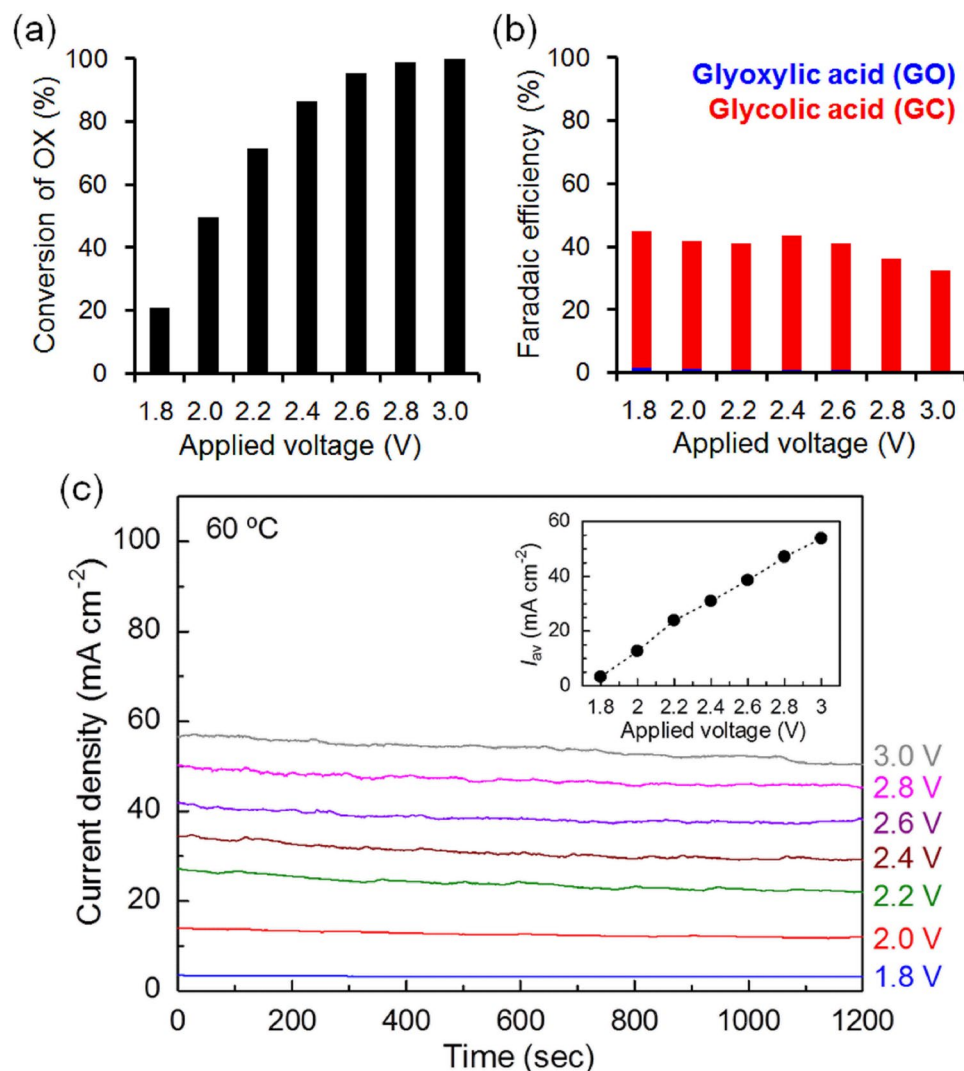 (a)
Conversion of OX (%)
100
80
60
40
20
0
1.8 2.0 2.2 2.4 2.6 2.8 3.0
Applied voltage (V)
(b)
Faradaic efficiency (%)
100
80
60
40
20
0
Glyoxylic acid (GO)
Glycolic acid (GC)
1.8 2.0 2.2 2.4 2.6 2.8 3.0
Applied voltage (V)
(c)
Current density (mA cm-2)
100
80
60
40
20
0
60 ºC
Iav (mA cm-2)
60
40
20
0
1.8 2 2.2 2.4 2.6 2.8 3
Applied voltage (V)
3.0 V
2.8 V
2.6 V
2.4 V
2.2 V
2.0 V
1.8 V
0 200 400 600 800 1000 1200
Time (sec)